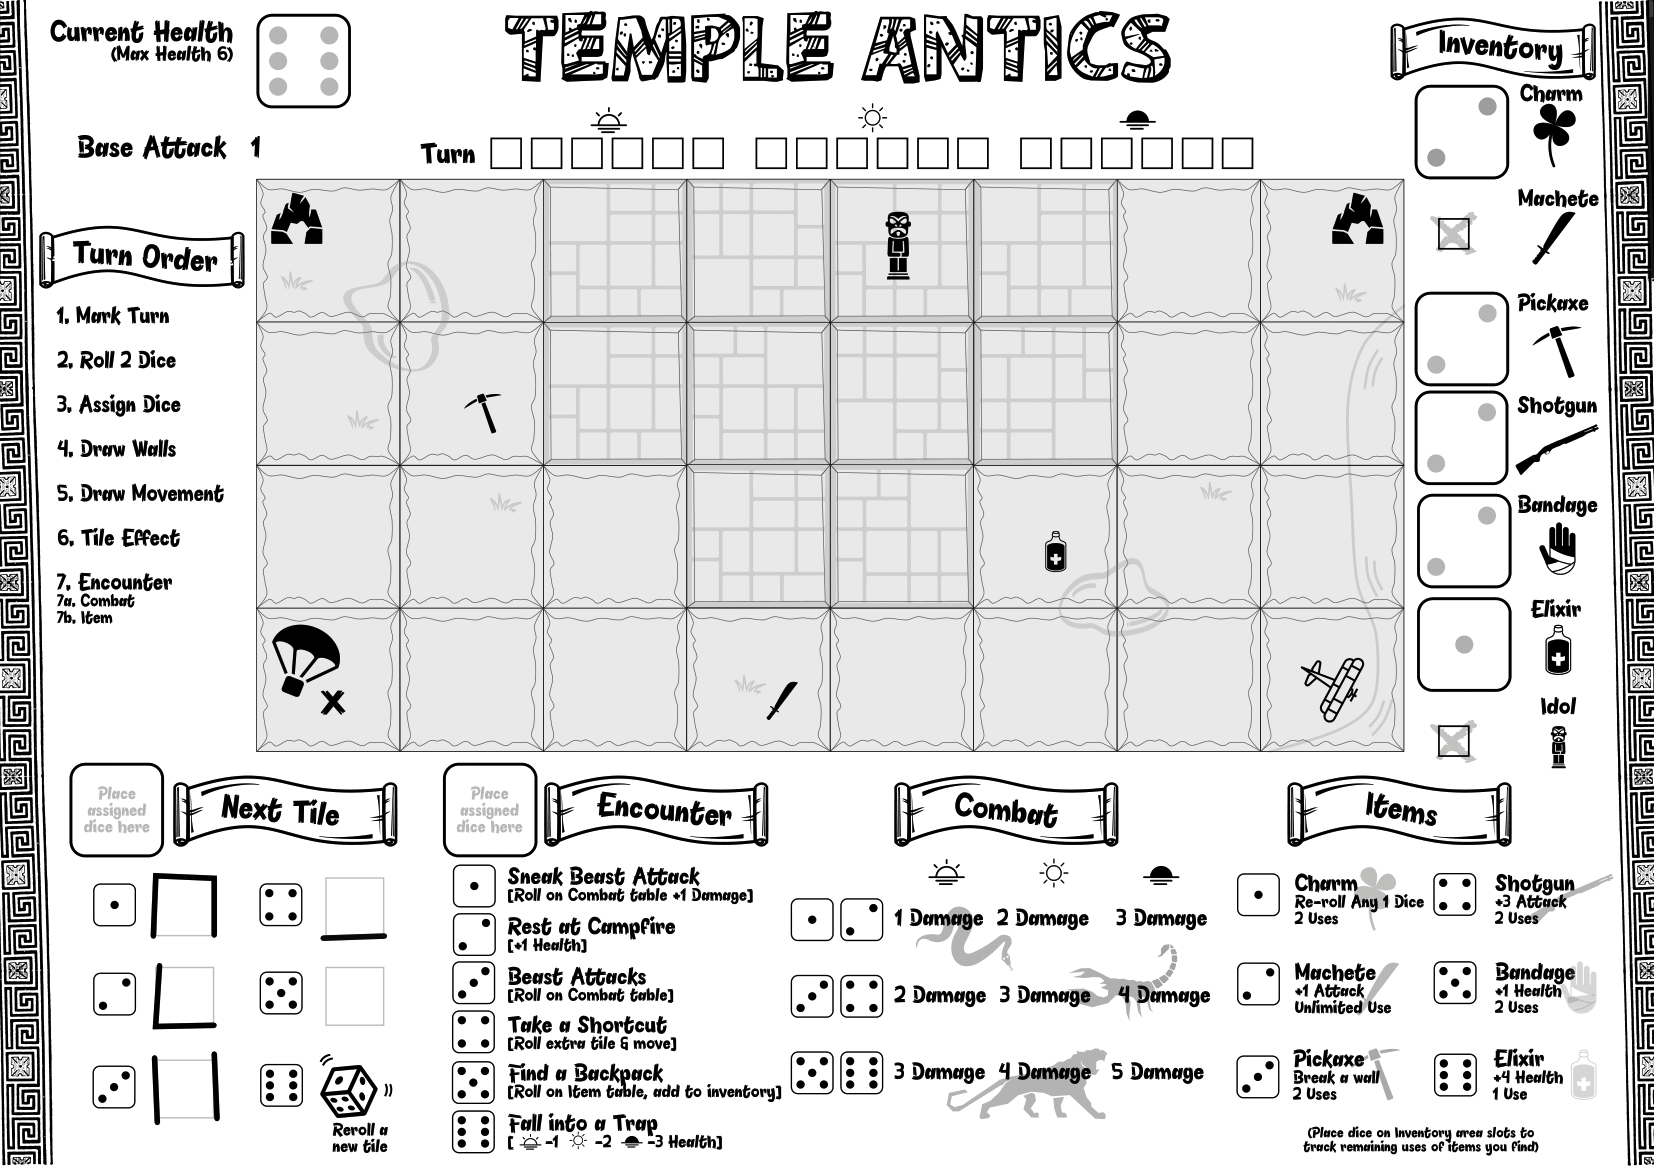 TEMPLE ANTICS
Current Health
(Max Health 6)
Base Attack 1
Turn
Turn Order
1. Mark Turn
2. Roll 2 Dice
3. Assign Dice
4. Draw Walls
5. Draw Movement
6. Tile Effect
7. Encounter
7a. Combat
7b. Item
X
Inventory
Charm
Machete
Pickaxe
Shotgun
Bandage
Elixir
Idol
Place
assigned
dice here
Next Tile
Reroll a
new tile
Place
assigned
dice here
Encounter
Sneak Beast Attack
[Roll on Combat table +1 Damage]
Rest at Campfire
[+1 Health]
Beast Attacks
[Roll on Combat table]
Take a Shortcut
[Roll extra tile & move]
Find a Backpack
[Roll on Item table, add to inventory]
Fall into a Trap
[ -1 -2 -3 Health]
Combat
1 Damage 2 Damage 3 Damage
2 Damage 3 Damage 4 Damage
3 Damage 4 Damage 5 Damage
Items
Charm
Re-roll Any 1 Dice
2 Uses
Machete
+1 Attack
Unlimited Use
Pickaxe
Break a wall
2 Uses
Shotgun
+3 Attack
2 Uses
Bandage
+1 Health
2 Uses
Elixir
+4 Health
1 Use
(Place dice on Inventory area slots to
track remaining uses of items you find)